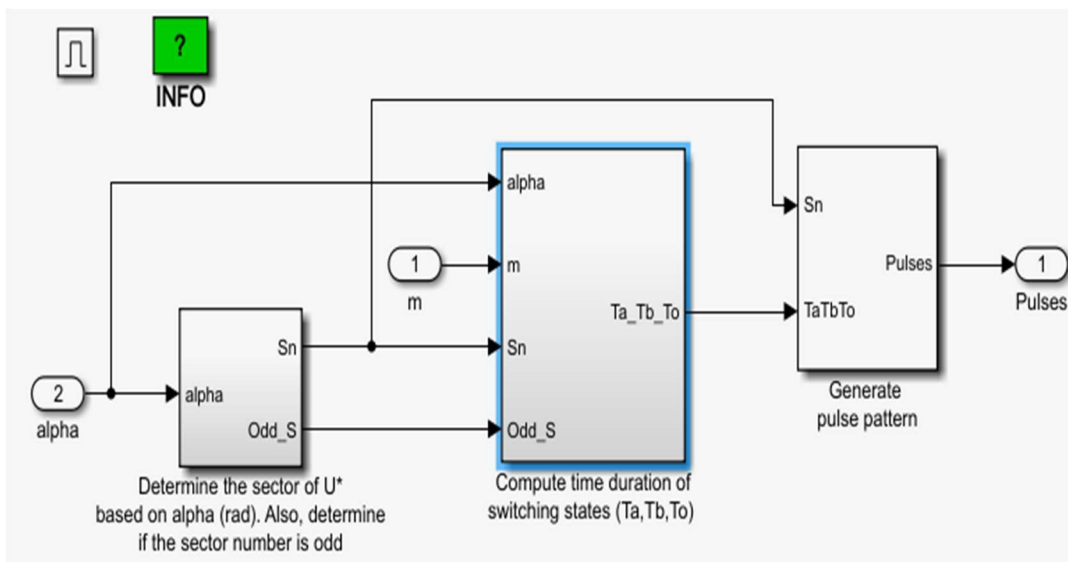 ?
INFO
alpha
Sn
1
m
m
Pulses
1
Pulses
Ta_Tb_To
TaTbTo
Sn
Sn
2
alpha
alpha
Odd_S
Odd_S
Generate
pulse pattern
Determine the sector of U*
based on alpha (rad). Also, determine
if the sector number is odd
Compute time duration of
switching states (Ta,Tb,To)